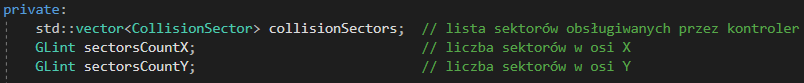 private:
std::vector<CollisionSector> collisionSectors; // lista sektorów obsługiwanych przez kontroler
GLint sectorsCountX; // liczba sektorów w osi X
GLint sectorsCountY; // liczba sektorów w osi Y